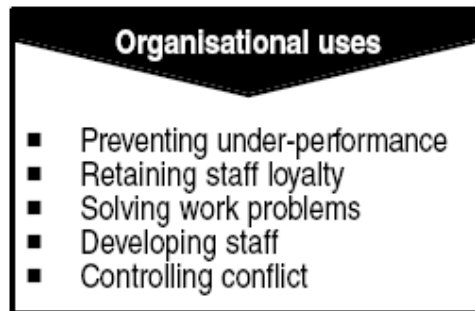 Organisational uses
■ Preventing under-performance
■ Retaining staff loyalty
■ Solving work problems
■ Developing staff
■ Controlling conflict